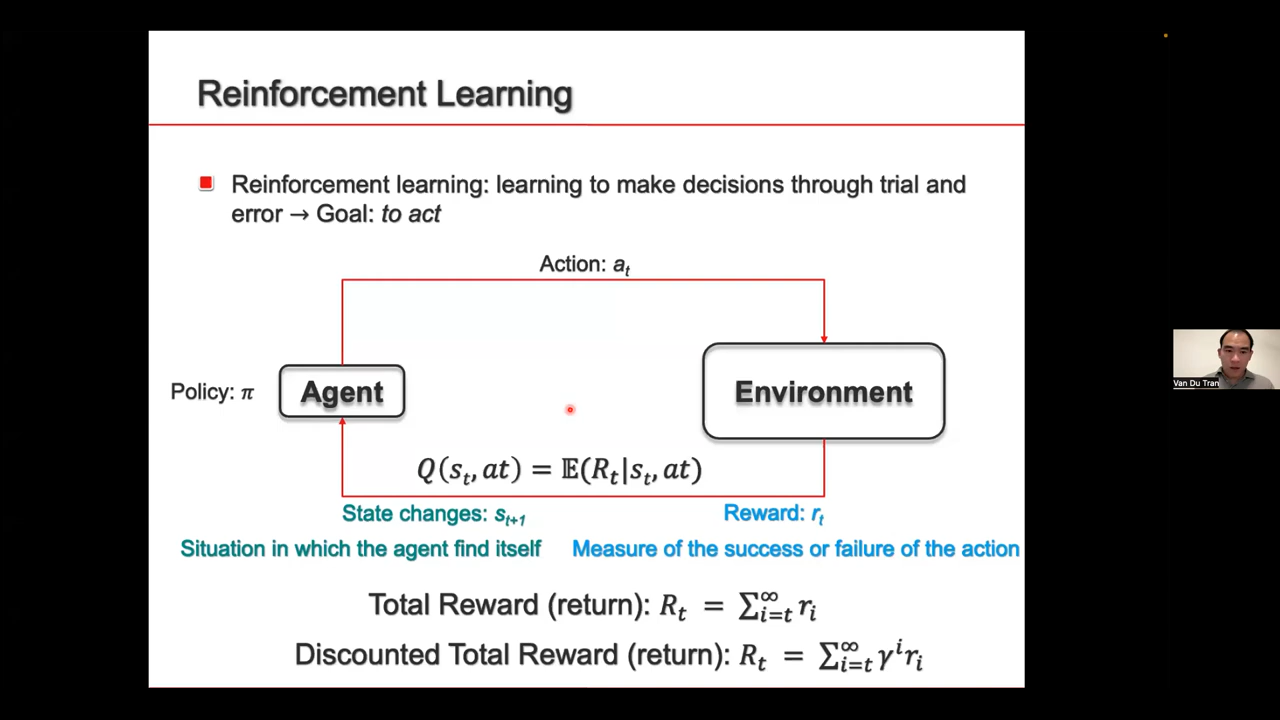 Reinforcement Learning
Reinforcement learning: learning to make decisions through trial and
error → Goal: to act
Action: aₜ
Policy: π
Agent
Environment
Q(sₜ, at) = 𝔼(Rₜ|sₜ, at)
State changes: sₜ₊₁
Reward: rₜ
Situation in which the agent find itself
Measure of the success or failure of the action
Total Reward (return): Rₜ = ∑_{i=t}^{∞} rᵢ
Discounted Total Reward (return): Rₜ = ∑_{i=t}^{∞} γⁱrᵢ
Van Du Tran